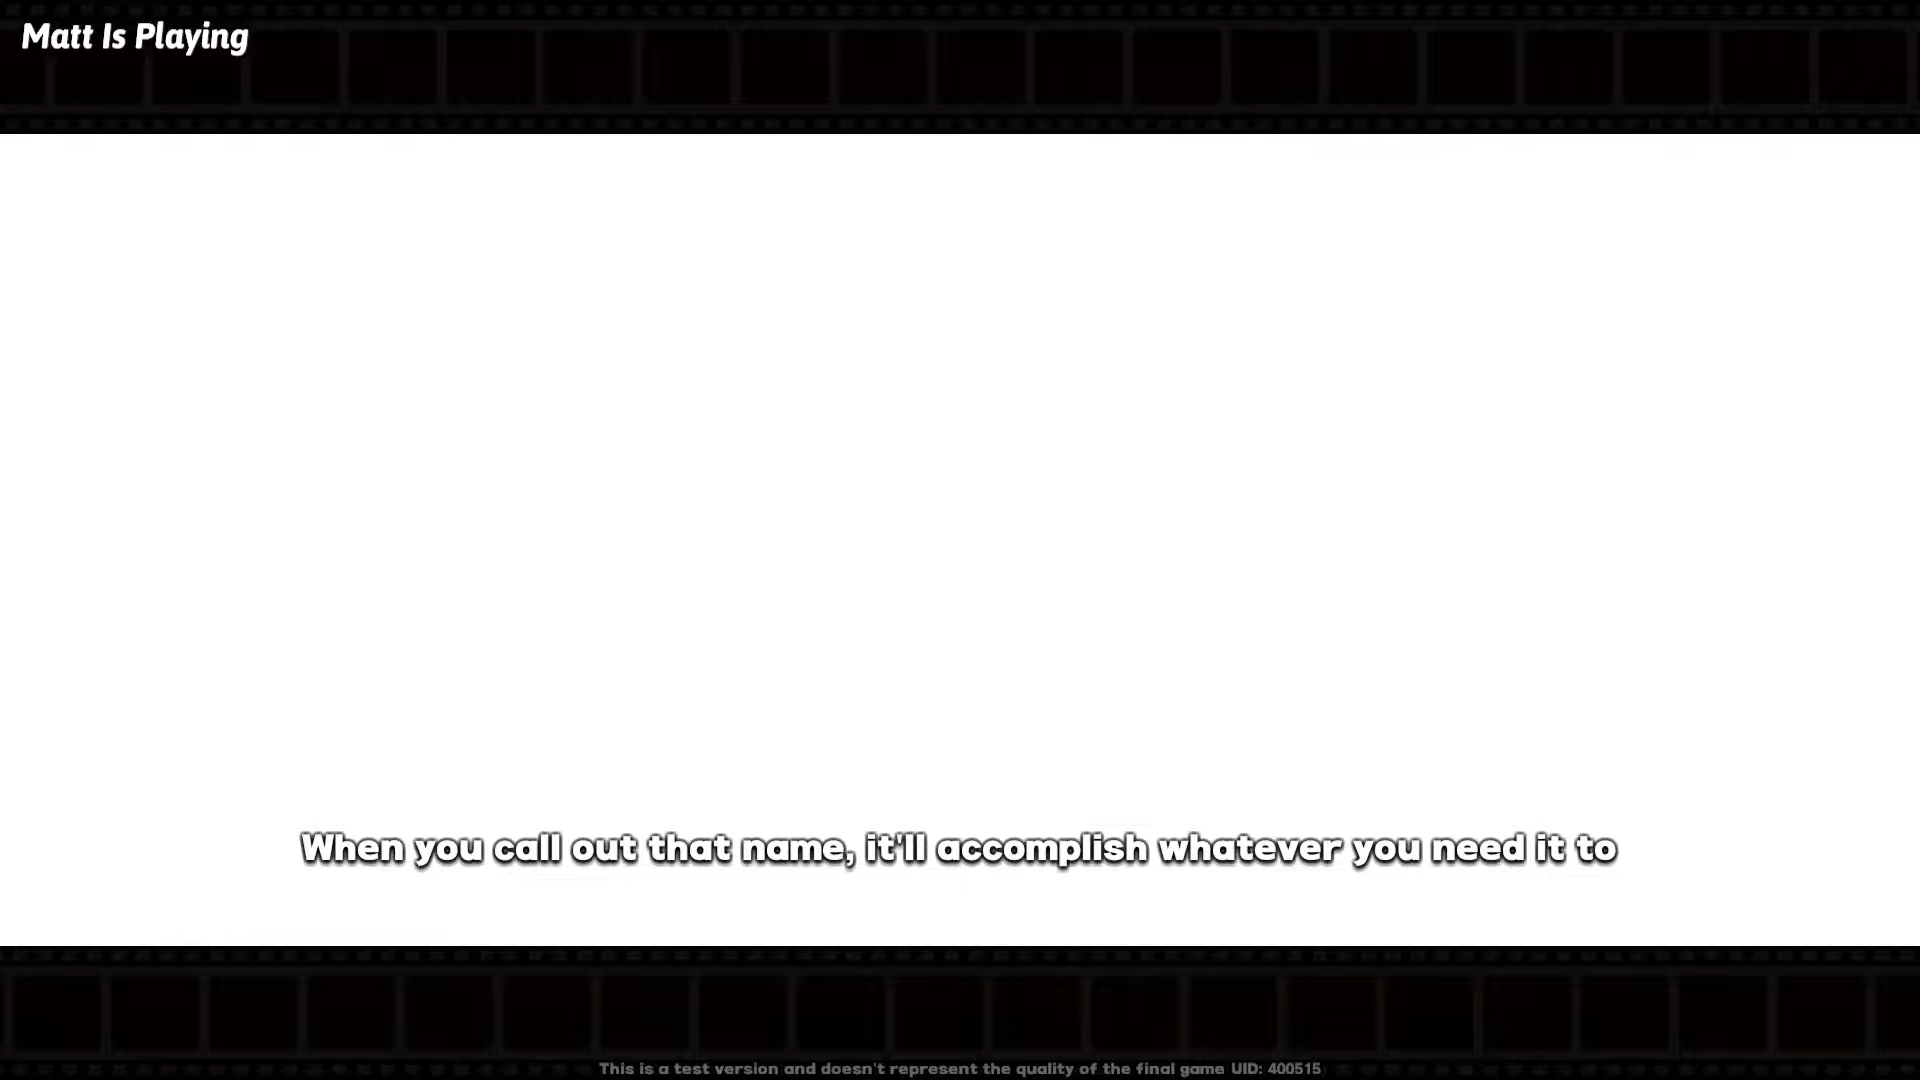 Matt Is Playing
When you call out that name, it'll accomplish whatever you need it to
This is a test version and doesn't represent the quality of the final game UID: 400515